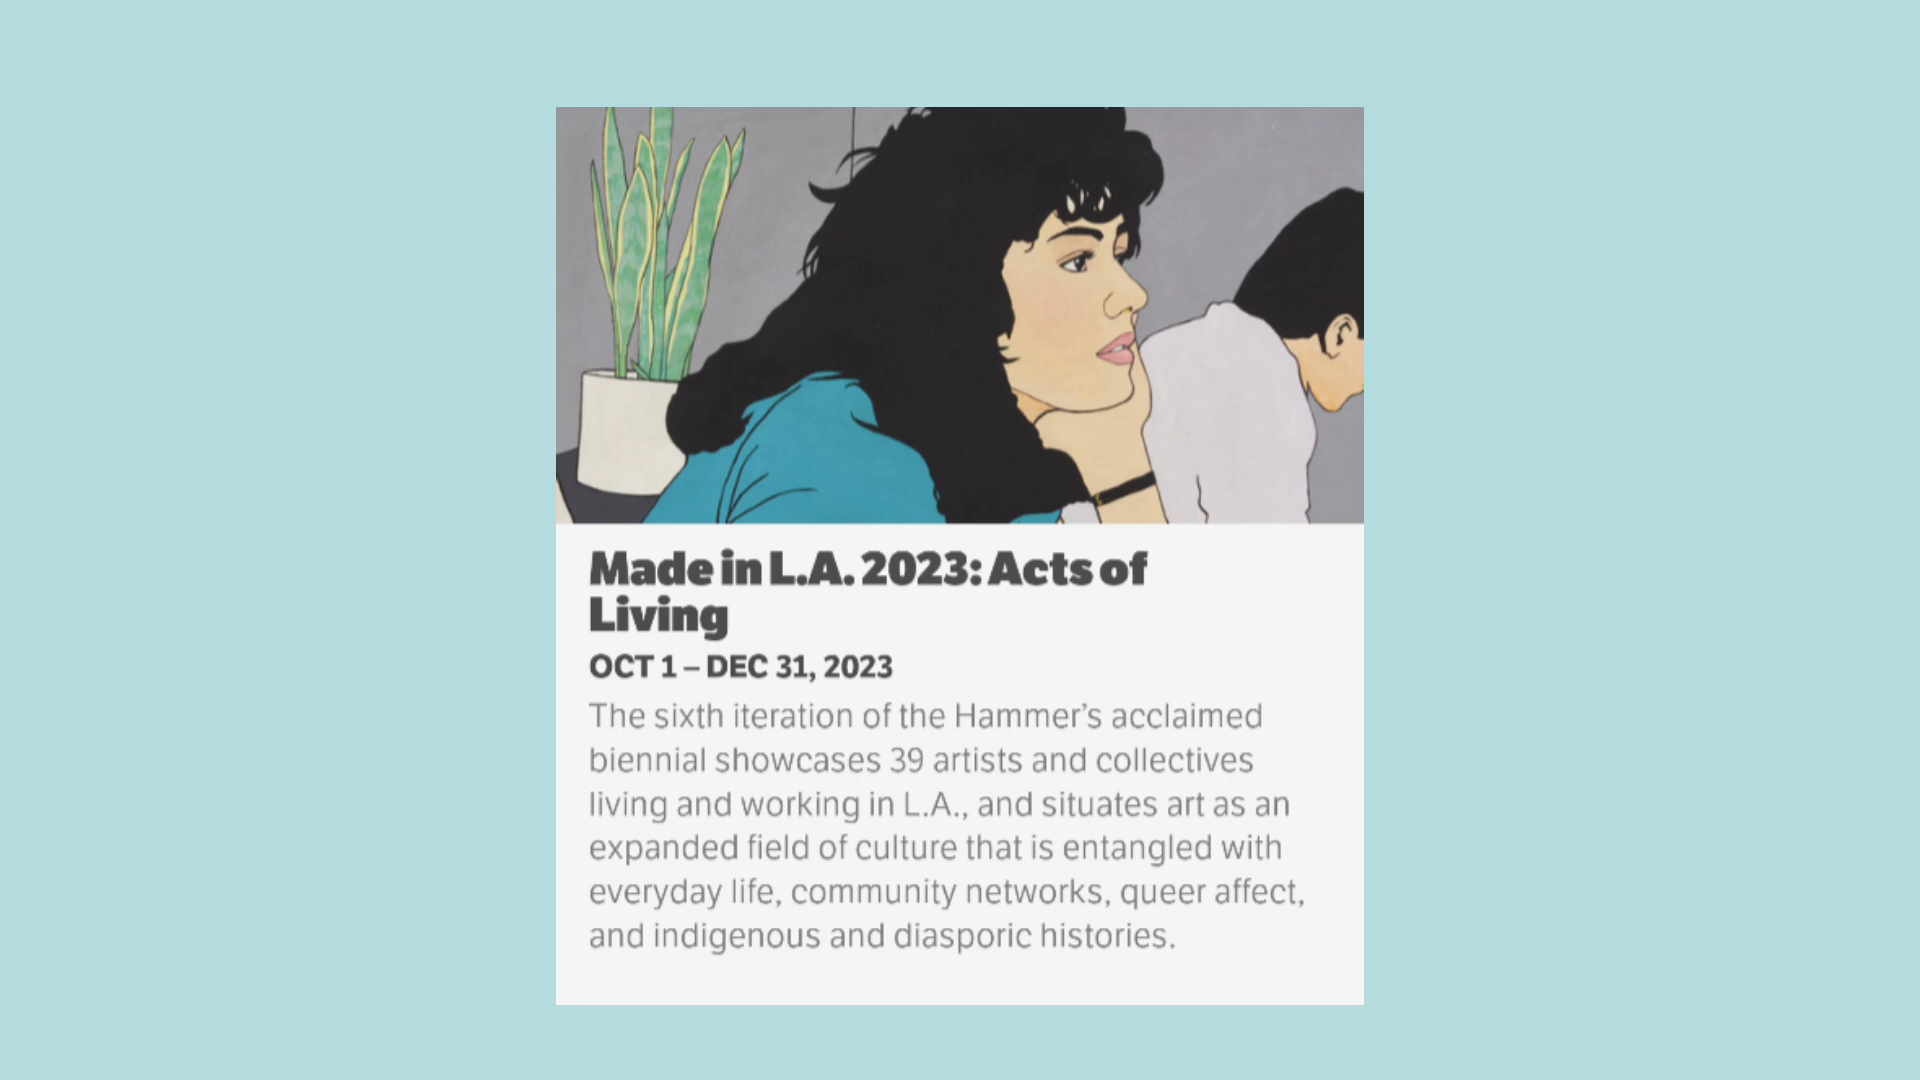 Made in L.A. 2023: Acts of
Living
OCT 1 – DEC 31, 2023
The sixth iteration of the Hammer’s acclaimed
biennial showcases 39 artists and collectives
living and working in L.A., and situates art as an
expanded field of culture that is entangled with
everyday life, community networks, queer affect,
and indigenous and diasporic histories.